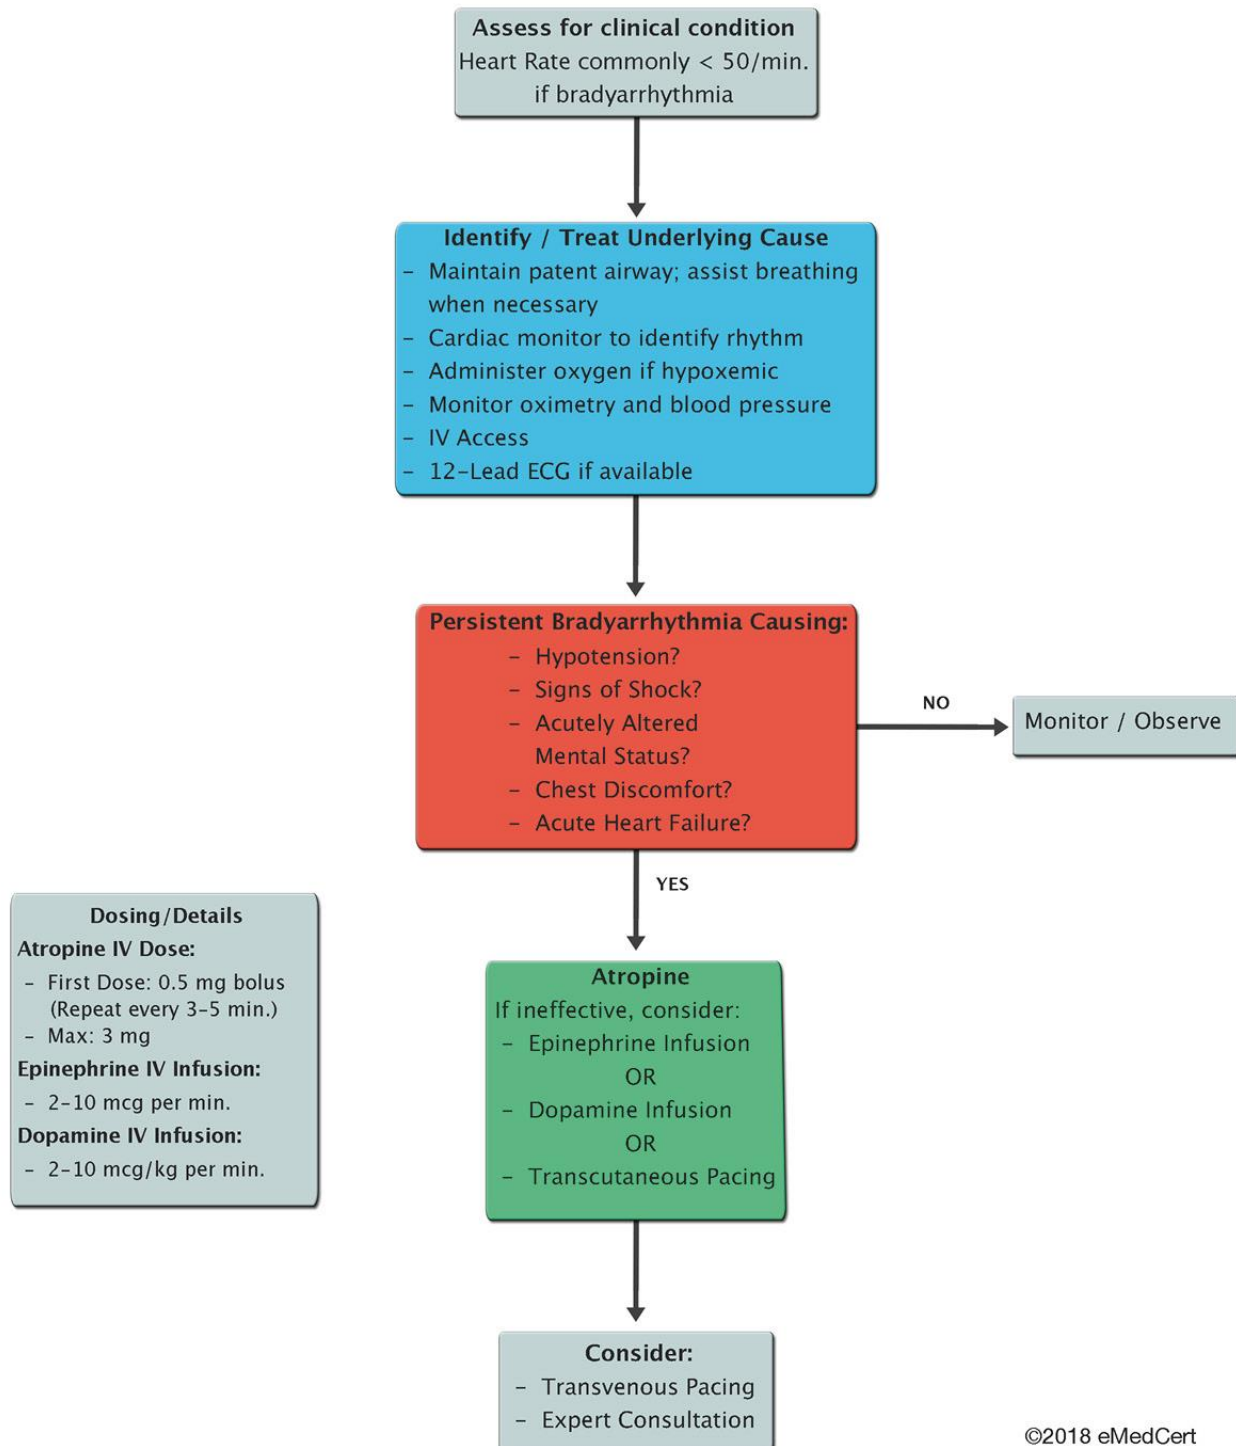 Assess for clinical condition
Heart Rate commonly < 50/min.
if bradyarrhythmia
Identify / Treat Underlying Cause
- Maintain patent airway; assist breathing
when necessary
- Cardiac monitor to identify rhythm
- Administer oxygen if hypoxemic
- Monitor oximetry and blood pressure
- IV Access
- 12-Lead ECG if available
Persistent Bradyarrhythmia Causing:
- Hypotension?
- Signs of Shock?
- Acutely Altered
Mental Status?
- Chest Discomfort?
- Acute Heart Failure?
NO
Monitor / Observe
YES
Dosing/Details
Atropine IV Dose:
- First Dose: 0.5 mg bolus
(Repeat every 3-5 min.)
- Max: 3 mg
Epinephrine IV Infusion:
- 2-10 mcg per min.
Dopamine IV Infusion:
- 2-10 mcg/kg per min.
Atropine
If ineffective, consider:
- Epinephrine Infusion
OR
- Dopamine Infusion
OR
- Transcutaneous Pacing
Consider:
- Transvenous Pacing
- Expert Consultation
©2018 eMedCert